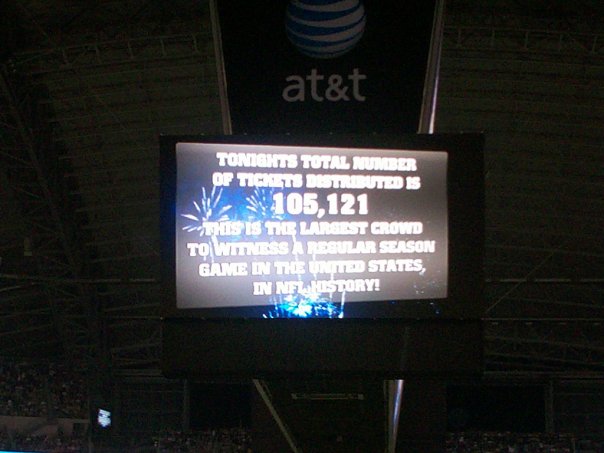 at&t
TONIGHTS TOTAL NUMBER
OF TICKETS DISTRIBUTED IS
105,121
THIS IS THE LARGEST CROWD
TO WITNESS A REGULAR SEASON
GAME IN THE UNITED STATES,
IN NFL HISTORY!